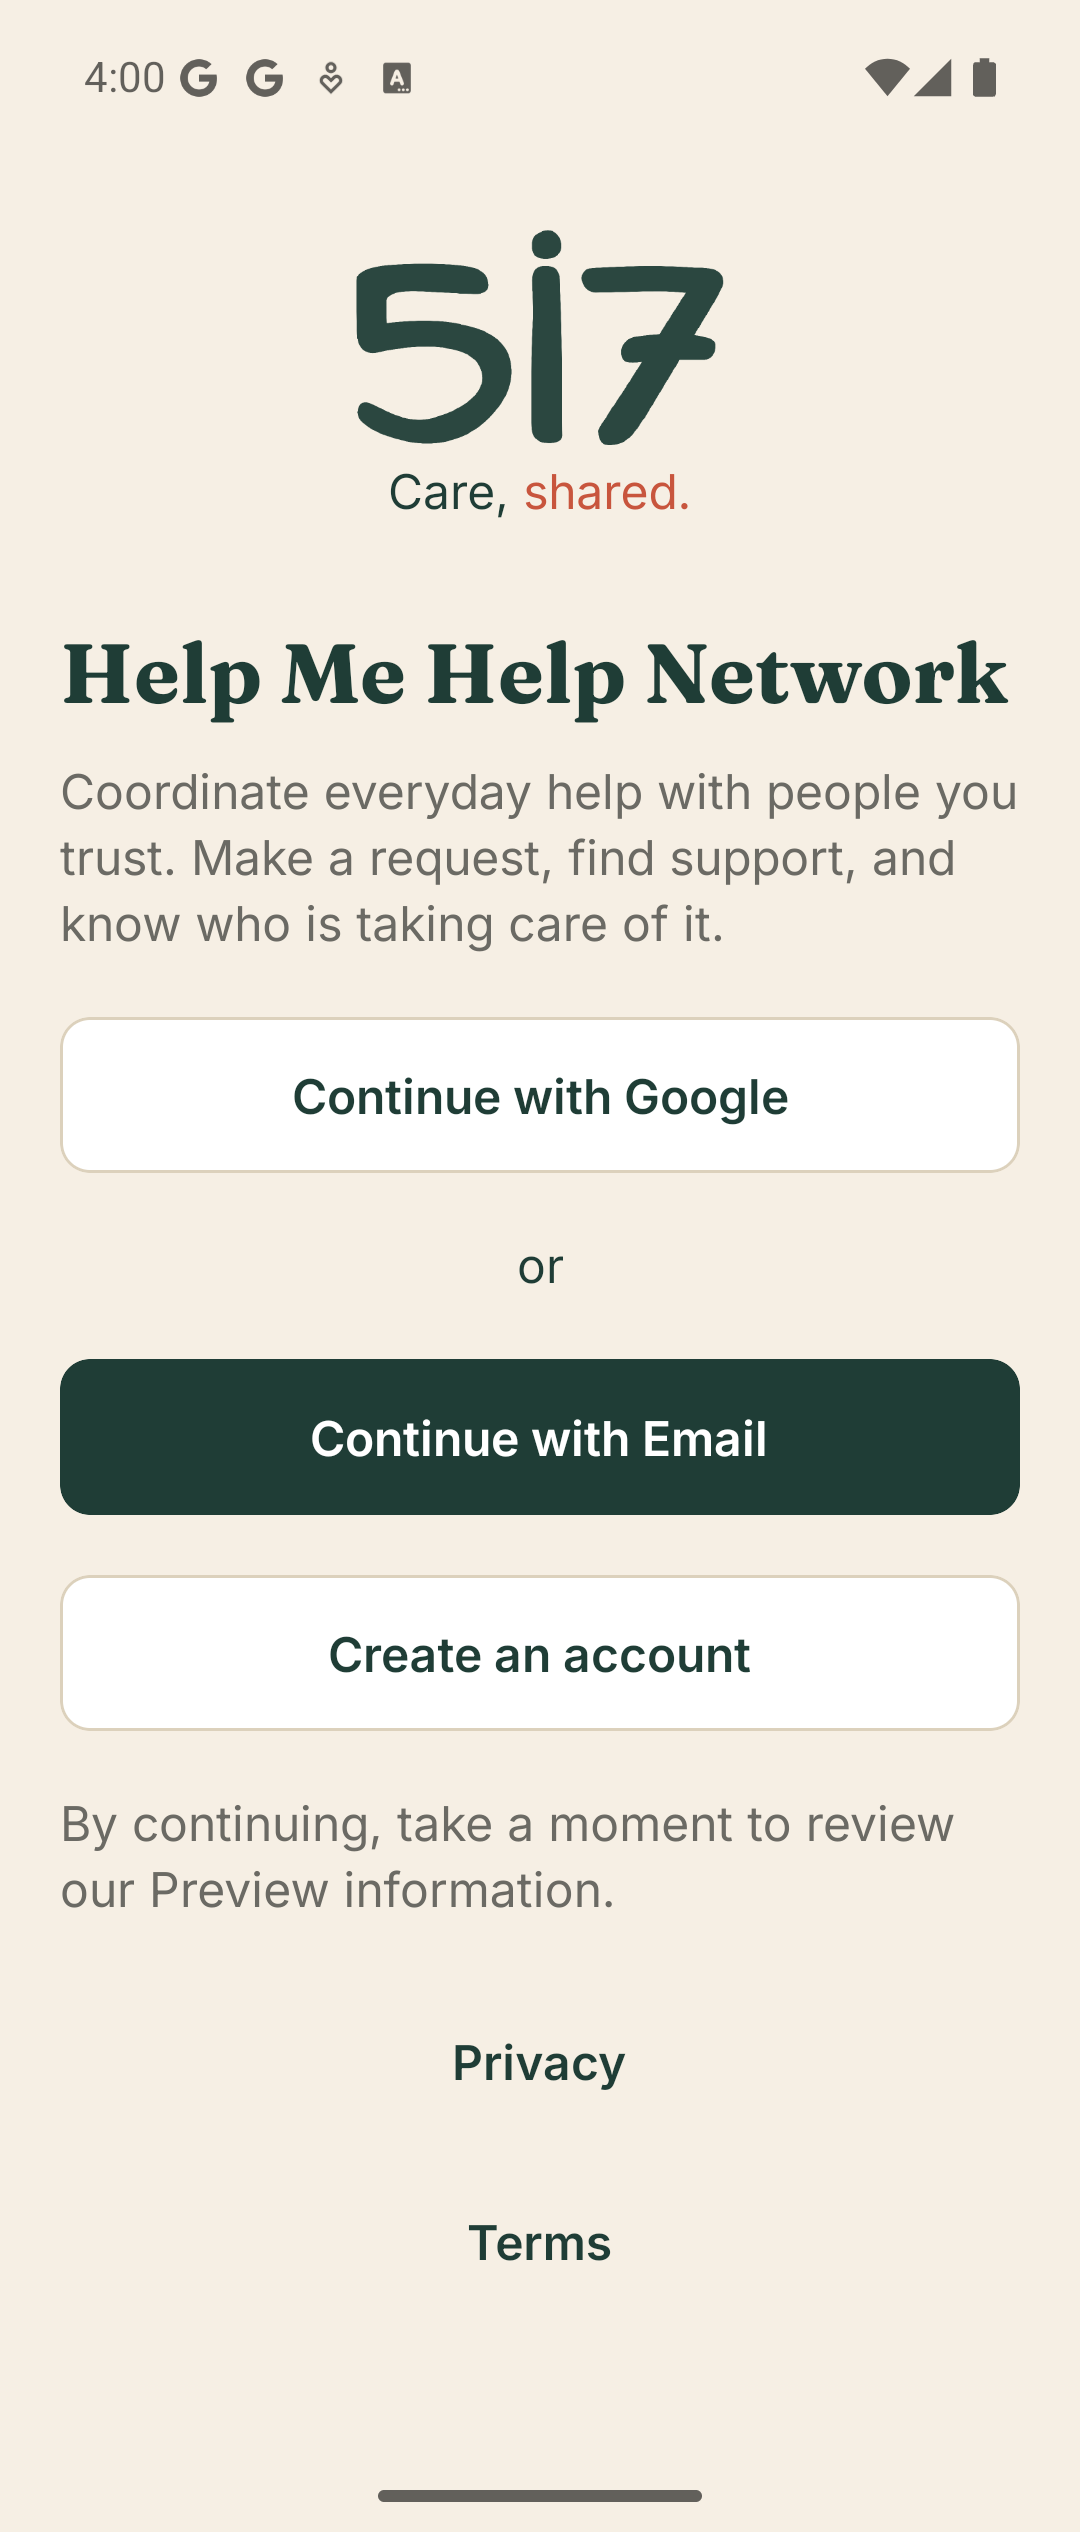 4:00
5i7
Care, shared.
Help Me Help Network
Coordinate everyday help with people you
trust. Make a request, find support, and
know who is taking care of it.
Continue with Google
or
Continue with Email
Create an account
By continuing, take a moment to review
our Preview information.
Privacy
Terms